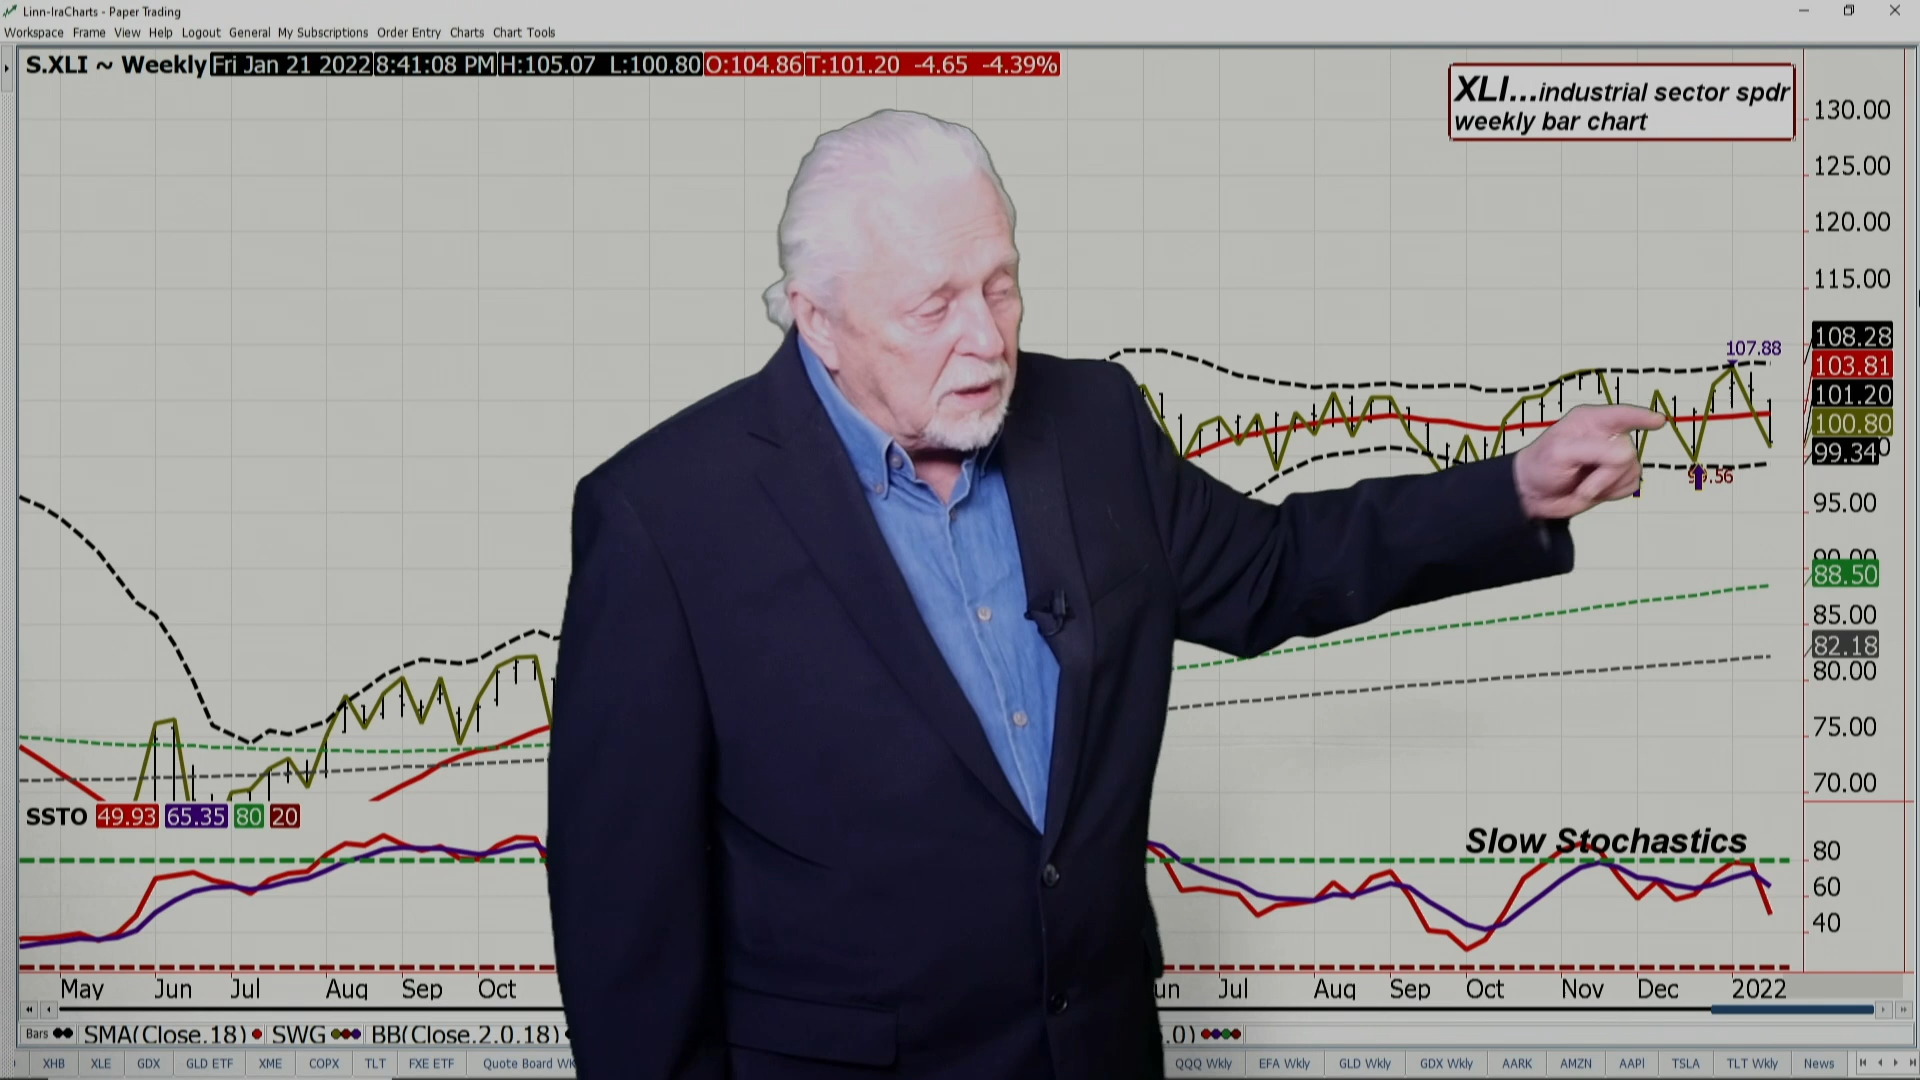 Linn-IraCharts - Paper Trading
Workspace Frame View Help Logout General My Subscriptions Order Entry Charts Chart Tools
S.XLI ~ Weekly Fri Jan 21 2022 8:41:08 PM H:105.07 L:100.80 O:104.86 T:101.20 -4.65 -4.39%
XLI...industrial sector spdr
weekly bar chart
130.00
125.00
120.00
115.00
108.28
107.88
103.81
101.20
100.80
99.34
95.00
90.00
88.50
85.00
82.18
80.00
75.00
70.00
SSTO 49.93 65.35 80 20
Slow Stochastics
80
60
40
May Jun Jul Aug Sep Oct Jul Aug Sep Oct Nov Dec 2022
Bars SMA(Close,18) SWG BB(Close,2.0,18) .0)
XHB XLE GDX GLD ETF XME COPX TLT FXE ETF Quote Board WK QQQ Wkly EFA Wkly GLD Wkly GDX Wkly AARK AMZN AAPl TSLA TLT Wkly News